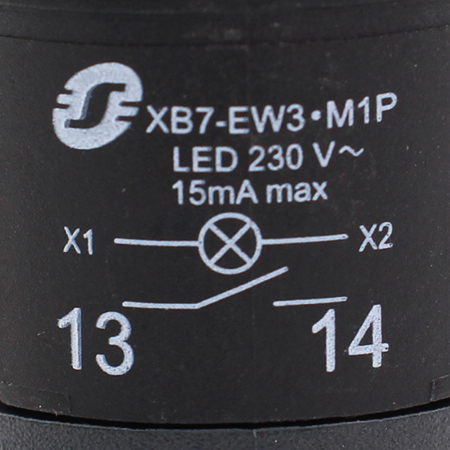 XB7-EW3•M1P
LED 230 V~
15mA max
X1 X2
13 14